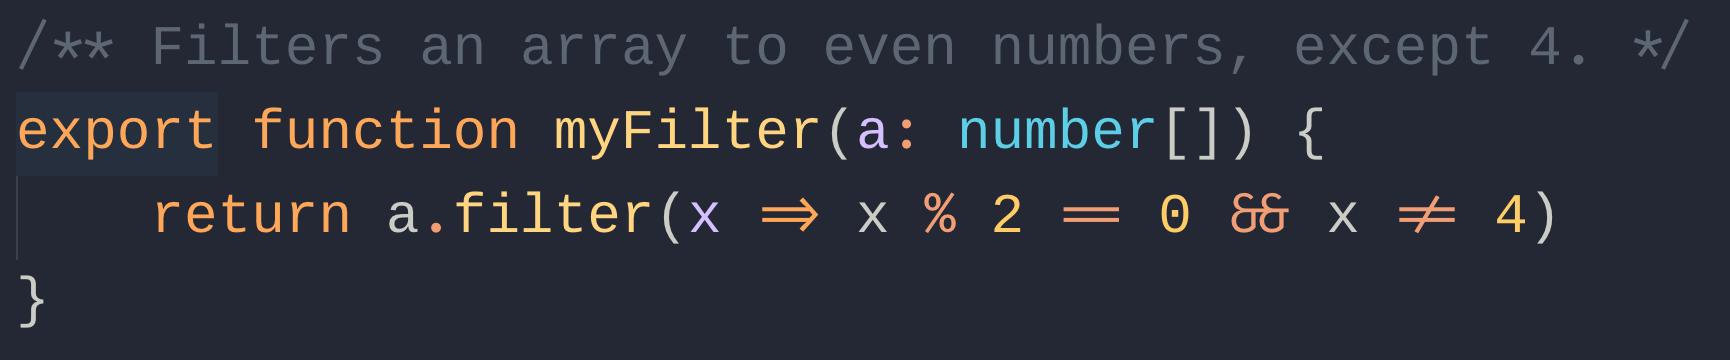 /** Filters an array to even numbers, except 4. */
export function myFilter(a: number[]) {
    return a.filter(x => x % 2 == 0 && x != 4)
}